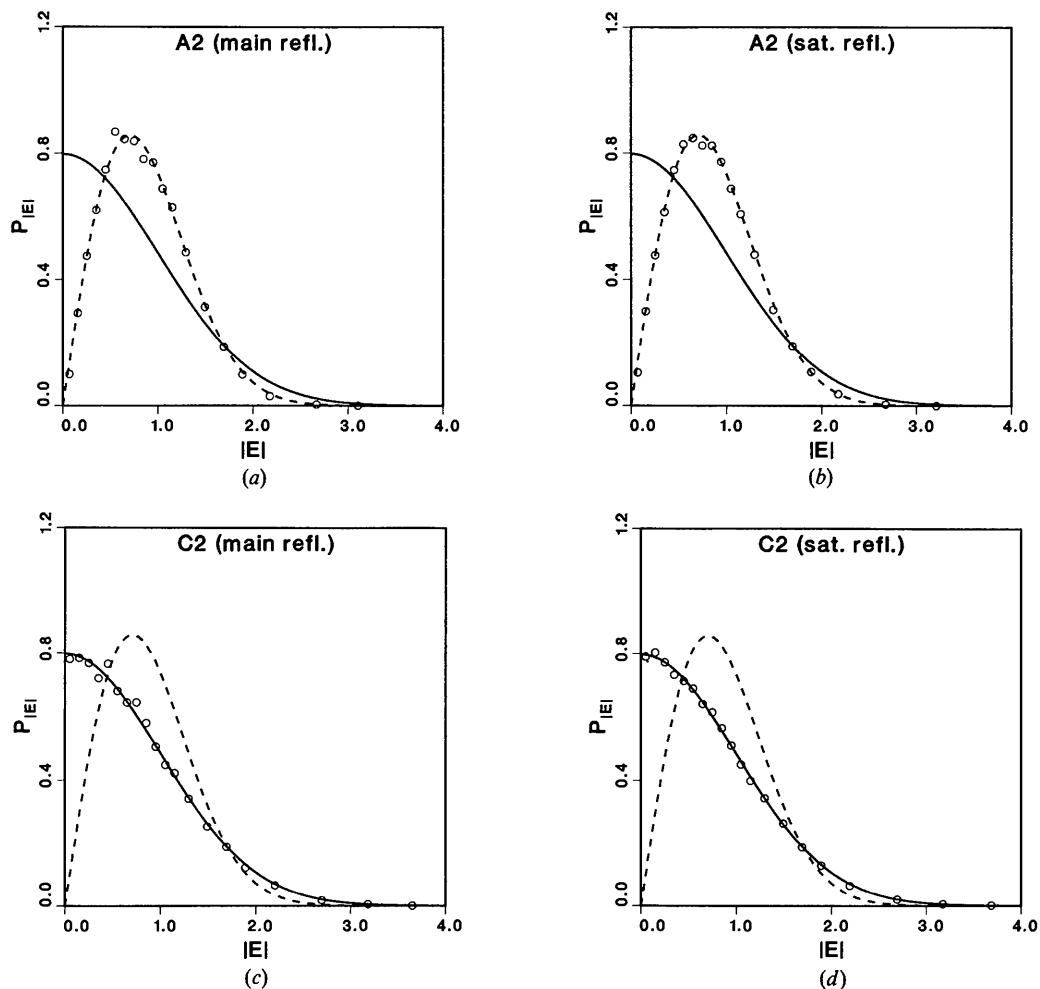 A2 (main refl.)
1.2
0.8
0.4
0.0
P|E|
0.0 1.0 2.0 3.0 4.0
|E|
(a)
A2 (sat. refl.)
1.2
0.8
0.4
0.0
P|E|
0.0 1.0 2.0 3.0 4.0
|E|
(b)
C2 (main refl.)
1.2
0.8
0.4
0.0
P|E|
0.0 1.0 2.0 3.0 4.0
|E|
(c)
C2 (sat. refl.)
1.2
0.8
0.4
0.0
P|E|
0.0 1.0 2.0 3.0 4.0
|E|
(d)